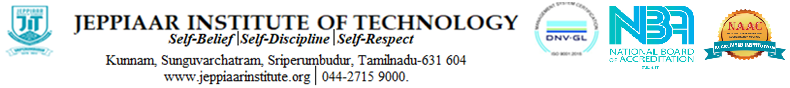 JEPPIAAR
JIT
JEPPIAAR INSTITUTE OF TECHNOLOGY
Self-Belief|Self-Discipline|Self-Respect
Kunnam, Sunguvarchatram, Sriperumbudur, Tamilnadu-631 604
www.jeppiaarinstitute.org | 044-2715 9000.
DNV·GL
NBA
NATIONAL BOARD
OF ACCREDITATION
NAAC